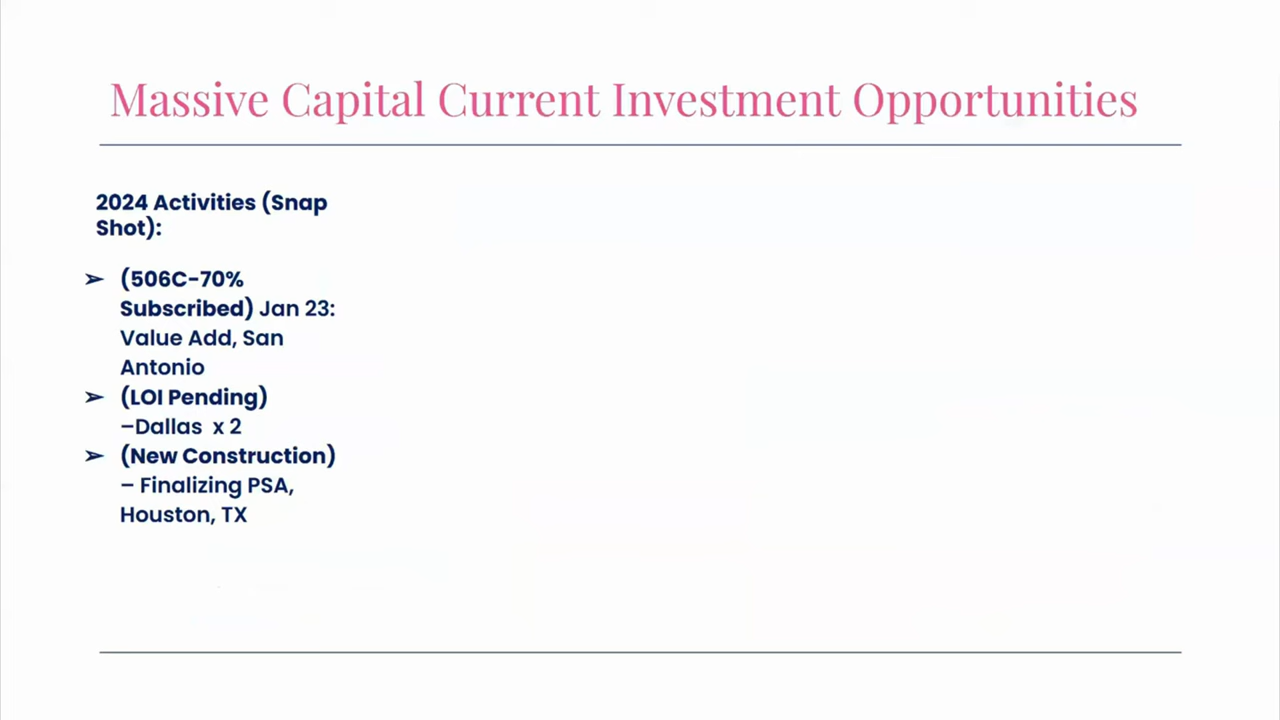 Massive Capital Current Investment Opportunities
2024 Activities (Snap
Shot):
➢ (506C-70%
Subscribed) Jan 23:
Value Add, San
Antonio
➢ (LOI Pending)
–Dallas  x 2
➢ (New Construction)
– Finalizing PSA,
Houston, TX